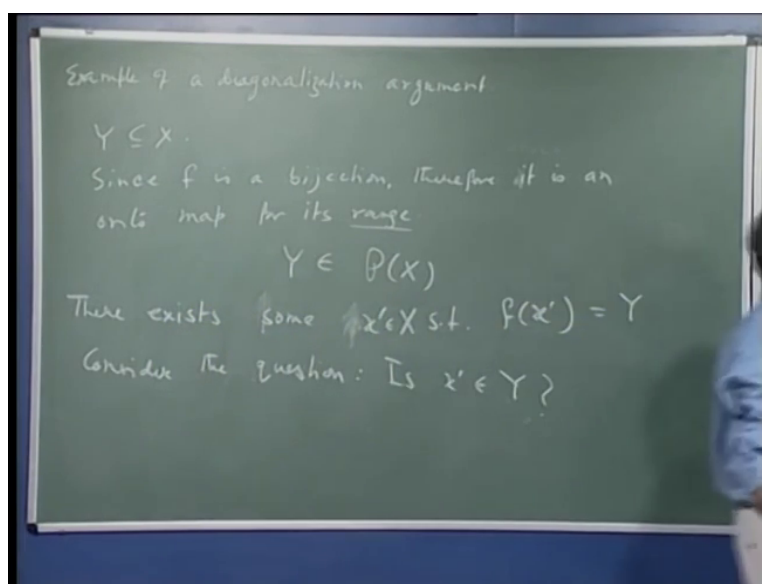 Example of a diagonalization argument.
Y ⊆ X.
Since f is a bijection, therefore it is an
onto map for its range.
Y ∈ P(X)
There exists some x'∈X s.t. f(x') = Y
Consider the question: Is x' ∈ Y?